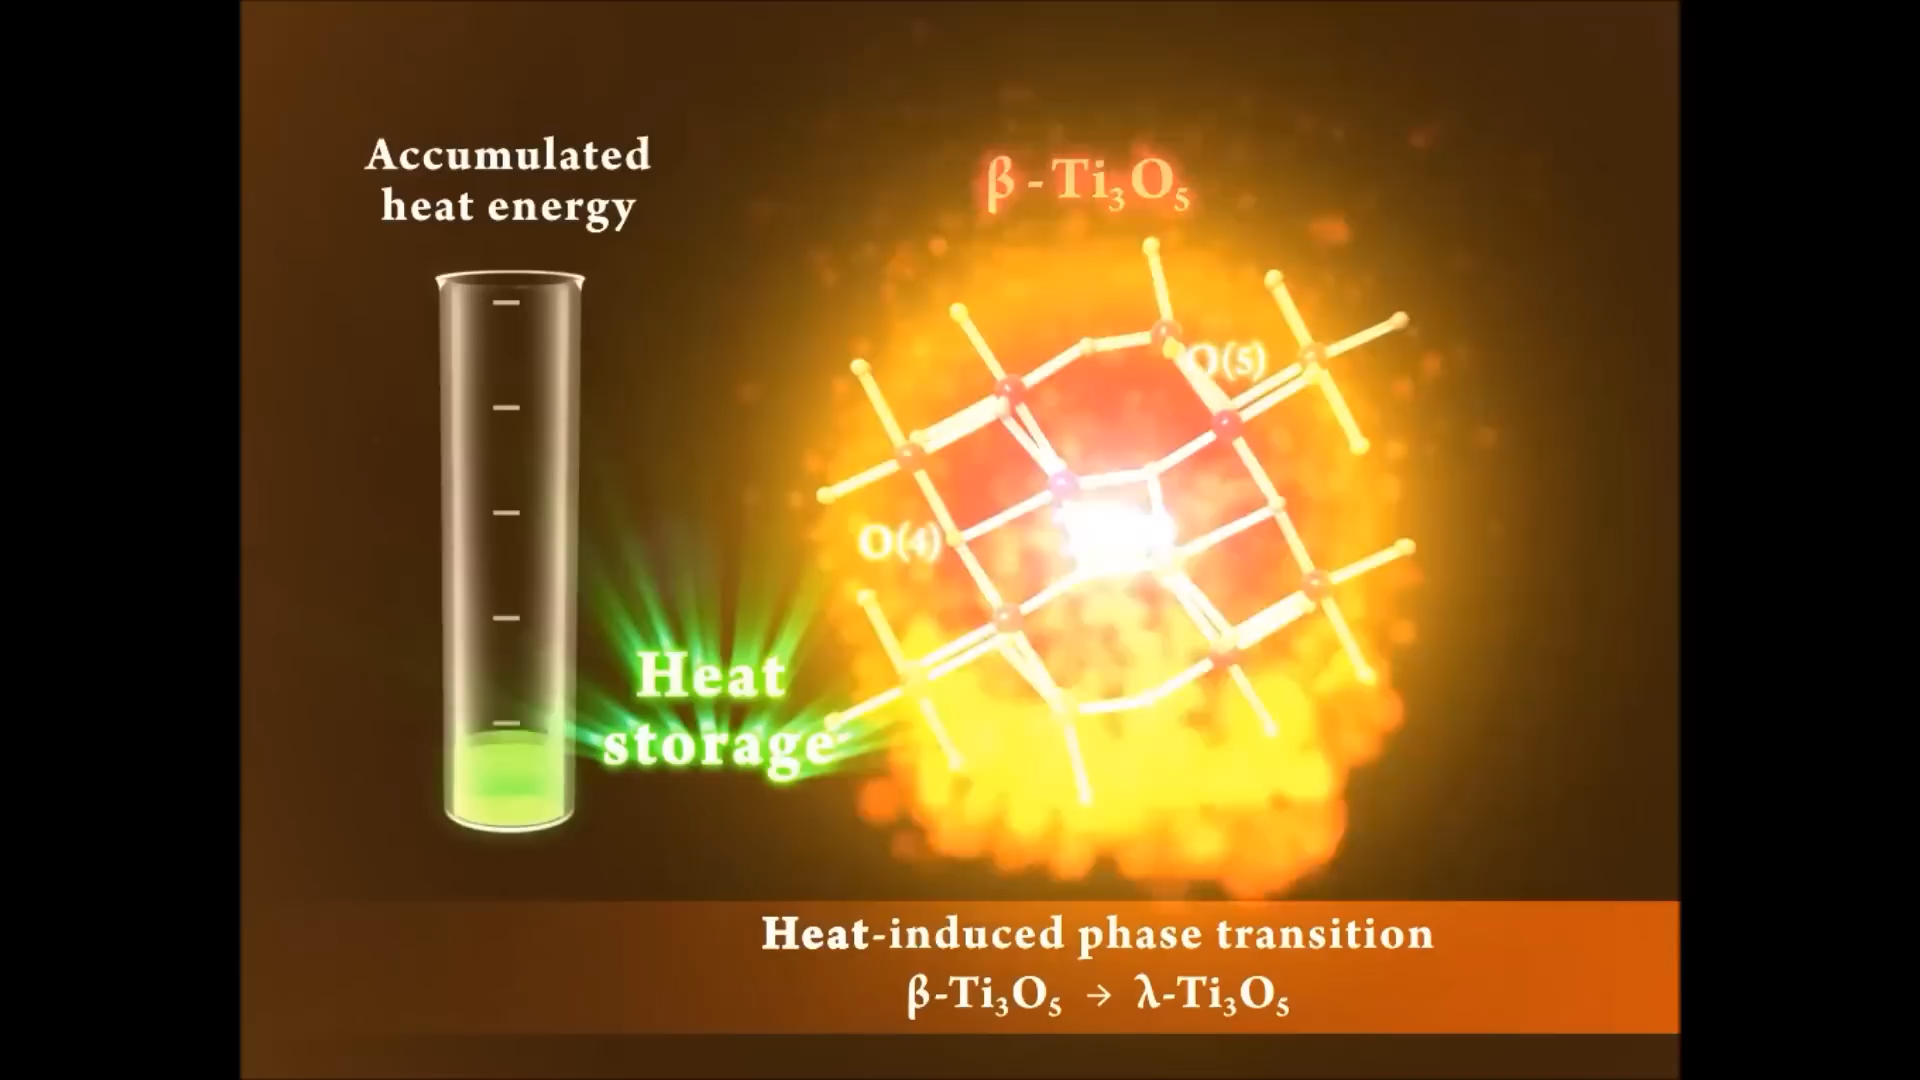 Accumulated
heat energy
β-Ti₃O₅
O(5)
O(4)
Heat
storage
Heat-induced phase transition
β-Ti₃O₅ → λ-Ti₃O₅